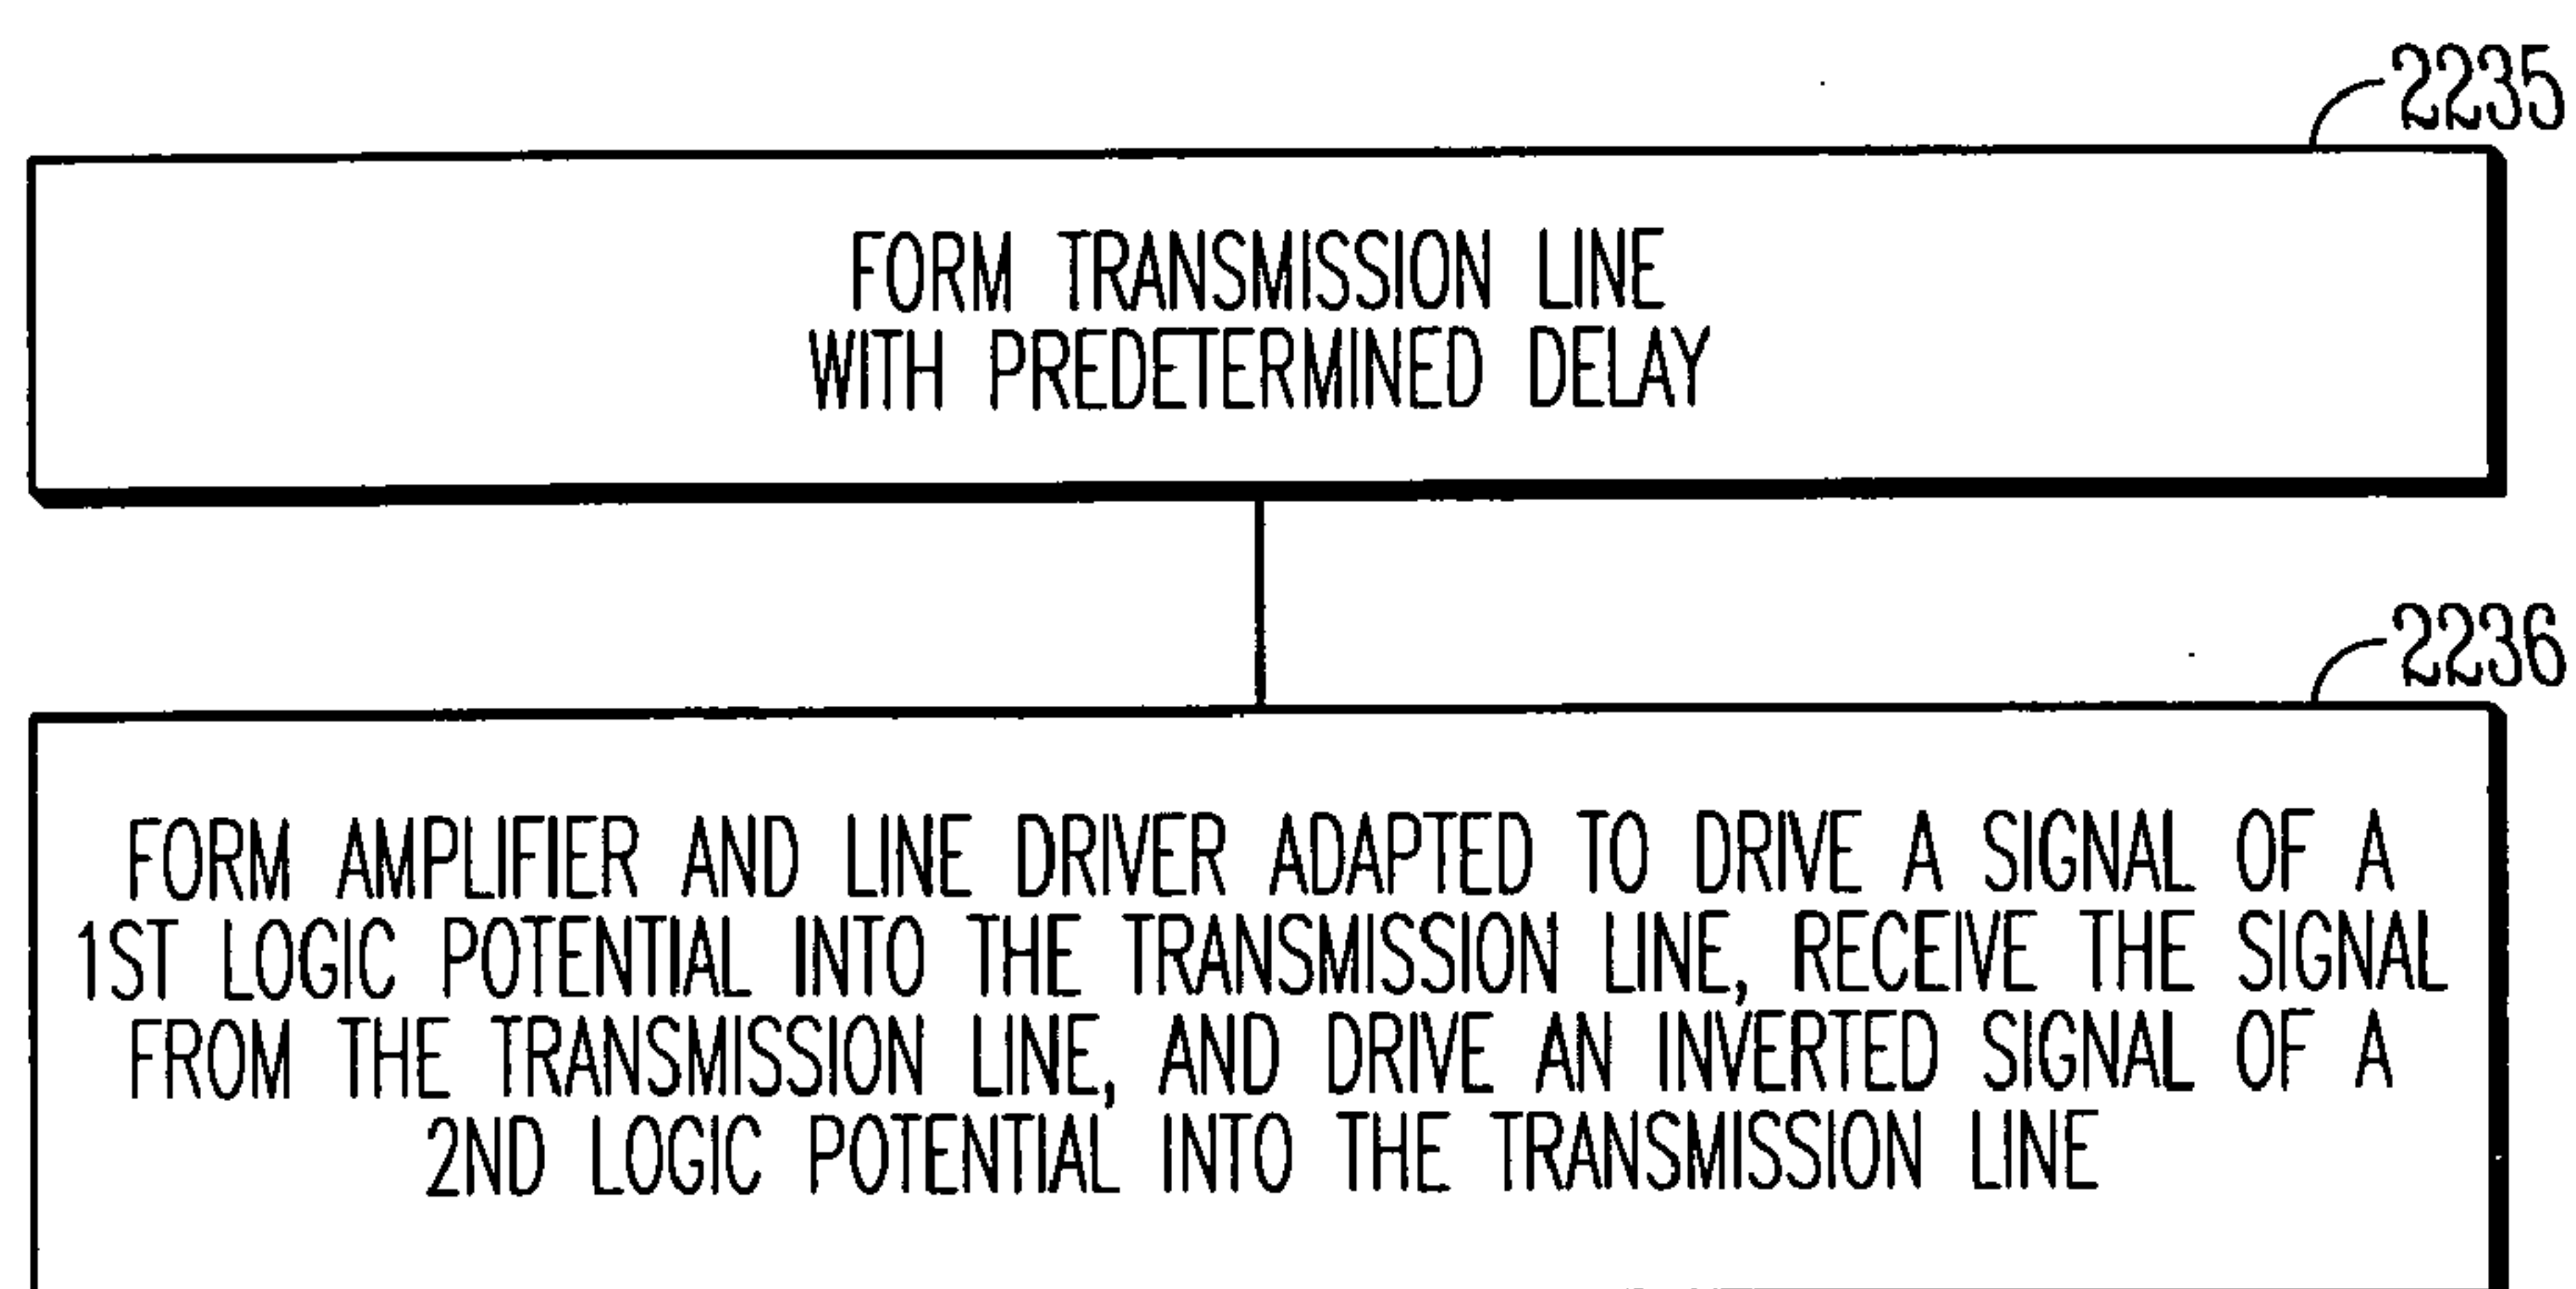 2235
FORM TRANSMISSION LINE
WITH PREDETERMINED DELAY
2236
FORM AMPLIFIER AND LINE DRIVER ADAPTED TO DRIVE A SIGNAL OF A
1ST LOGIC POTENTIAL INTO THE TRANSMISSION LINE, RECEIVE THE SIGNAL
FROM THE TRANSMISSION LINE, AND DRIVE AN INVERTED SIGNAL OF A
2ND LOGIC POTENTIAL INTO THE TRANSMISSION LINE